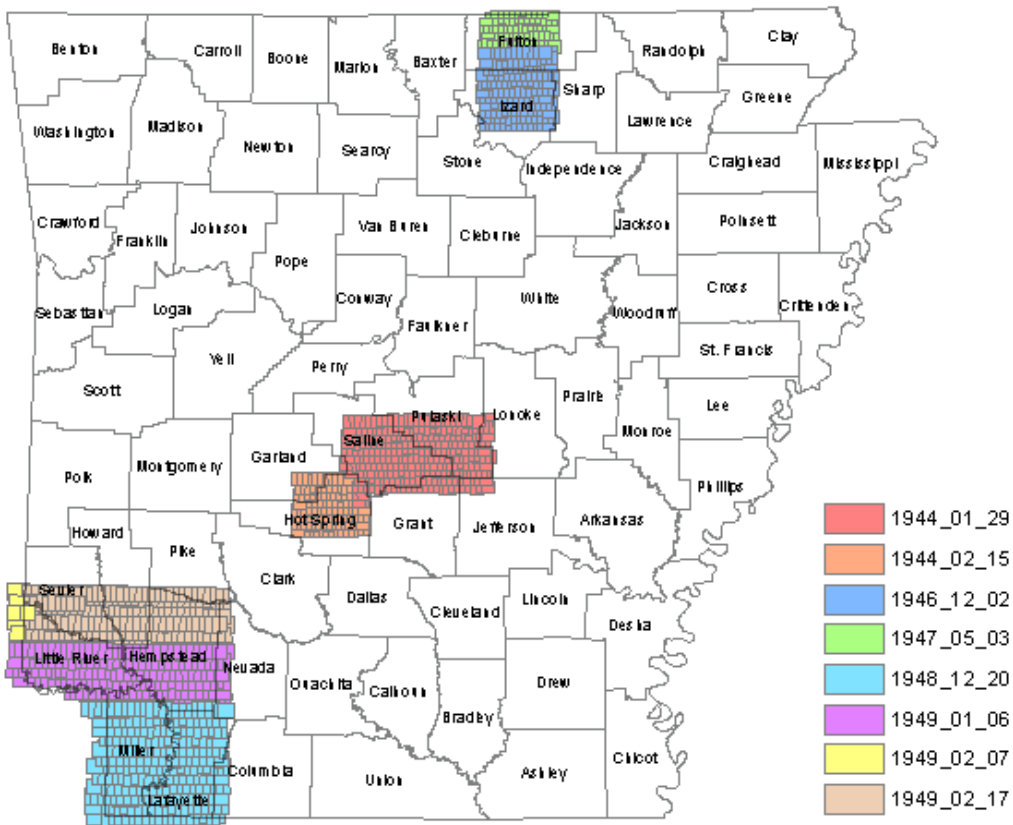 Benton
Carroll
Boone
Marion
Baxter
Fulton
Randolph
Clay
Izard
Sharp
Greene
Lawrence
Washington
Madison
Newton
Searcy
Stone
Independence
Craighead
Mississippi
Crawford
Franklin
Johnson
Pope
Van Buren
Cleburne
Jackson
Poinsett
Sebastian
Logan
Conway
Faulkner
White
Woodruff
Cross
Crittenden
Scott
Yell
Perry
St. Francis
Pulaski
Lonoke
Prairie
Lee
Monroe
Polk
Montgomery
Garland
Saline
Phillips
Hot Spring
Grant
Jefferson
Arkansas
Howard
Pike
Clark
Dallas
Cleveland
Lincoln
Desha
Sevier
Little River
Hempstead
Nevada
Ouachita
Calhoun
Bradley
Drew
Miller
Lafayette
Columbia
Union
Ashley
Chicot
1944_01_29
1944_02_15
1946_12_02
1947_05_03
1948_12_20
1949_01_06
1949_02_07
1949_02_17